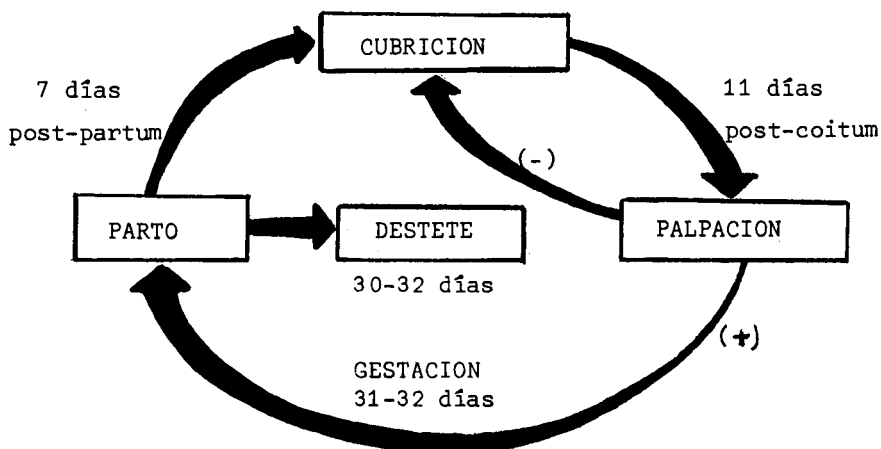 CUBRICION
7 días
post-partum
11 días
post-coitum
(-)
PARTO
DESTETE
PALPACION
30-32 días
(+)
GESTACION
31-32 días